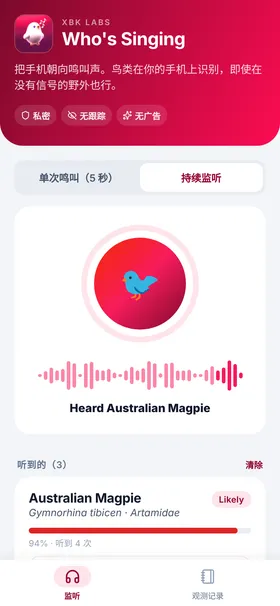 XBK LABS
Who's Singing
把手机朝向鸣叫声。鸟类在你的手机上识别，即使在
没有信号的野外也行。
私密
无跟踪
无广告
单次鸣叫（5 秒）
持续监听
Heard Australian Magpie
听到的（3）
清除
Australian Magpie
Likely
Gymnorhina tibicen · Artamidae
94% · 听到 4 次
监听
观测记录